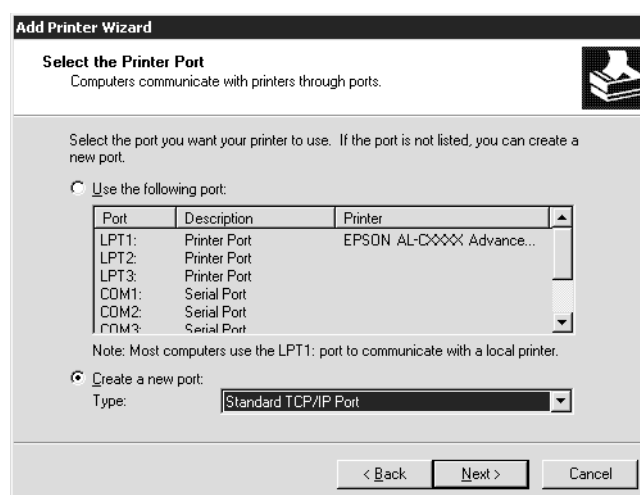 Add Printer Wizard
Select the Printer Port
Computers communicate with printers through ports.
Select the port you want your printer to use. If the port is not listed, you can create a
new port.
Use the following port:
Port Description Printer
LPT1: Printer Port EPSON AL-CXXXX Advance...
LPT2: Printer Port
LPT3: Printer Port
COM1: Serial Port
COM2: Serial Port
COM3: Serial Port
Note: Most computers use the LPT1: port to communicate with a local printer.
Create a new port:
Type: Standard TCP/IP Port
< Back Next > Cancel